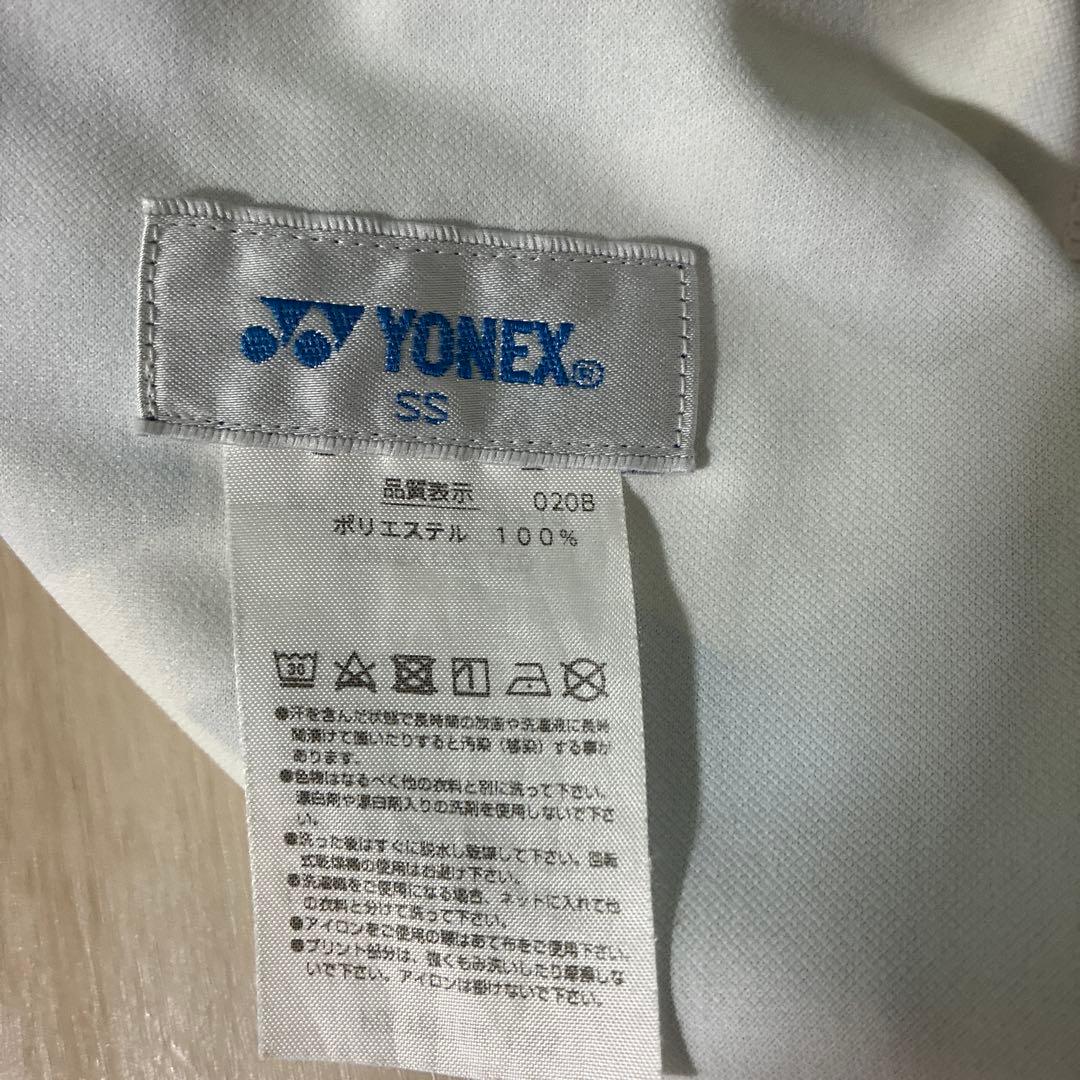 YONEX®
SS
品質表示 020B
ポリエステル 100%
30
●汗を含んだ状態で長時間の放置や洗濯液に長時
間漬けて置いたりすると汚染（移染）する事が
あります。
●色物はなるべく他の衣料と別に洗って下さい。
漂白剤や漂白剤入りの洗剤を使用しないで下さ
い。
●洗った後はすぐに脱水し乾燥して下さい。回転
式乾燥機の使用はお避け下さい。
●洗濯機をご使用になる場合、ネットに入れて他
の衣料と分けて洗って下さい。
●アイロンをご使用の際はあて布をご使用下さい。
●プリント部分は、強くもみ洗いしたり摩擦しな
いで下さい。アイロンは掛けないで下さい。